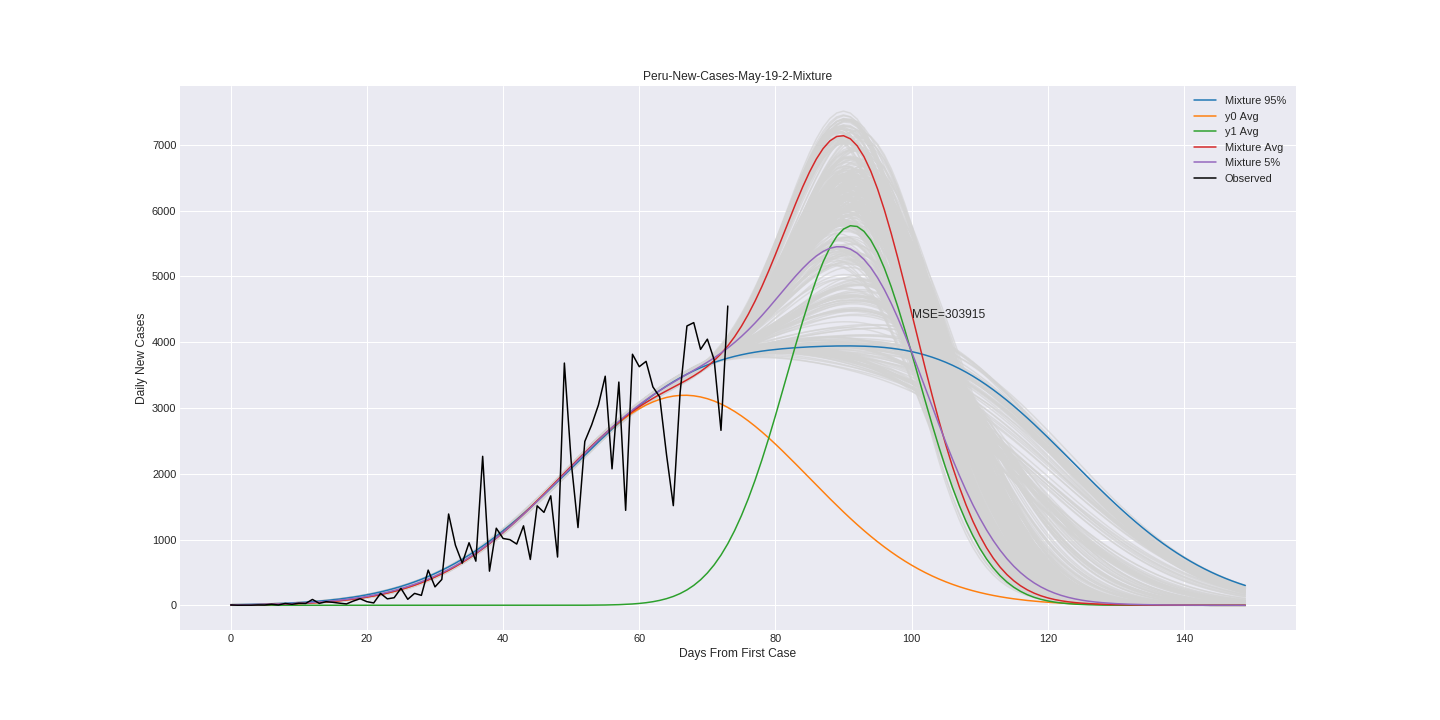 Peru-New-Cases-May-19-2-Mixture
Mixture 95%
y0 Avg
y1 Avg
Mixture Avg
Mixture 5%
Observed
7000
6000
5000
4000
3000
2000
1000
0
Daily New Cases
MSE=303915
0 20 40 60 80 100 120 140
Days From First Case